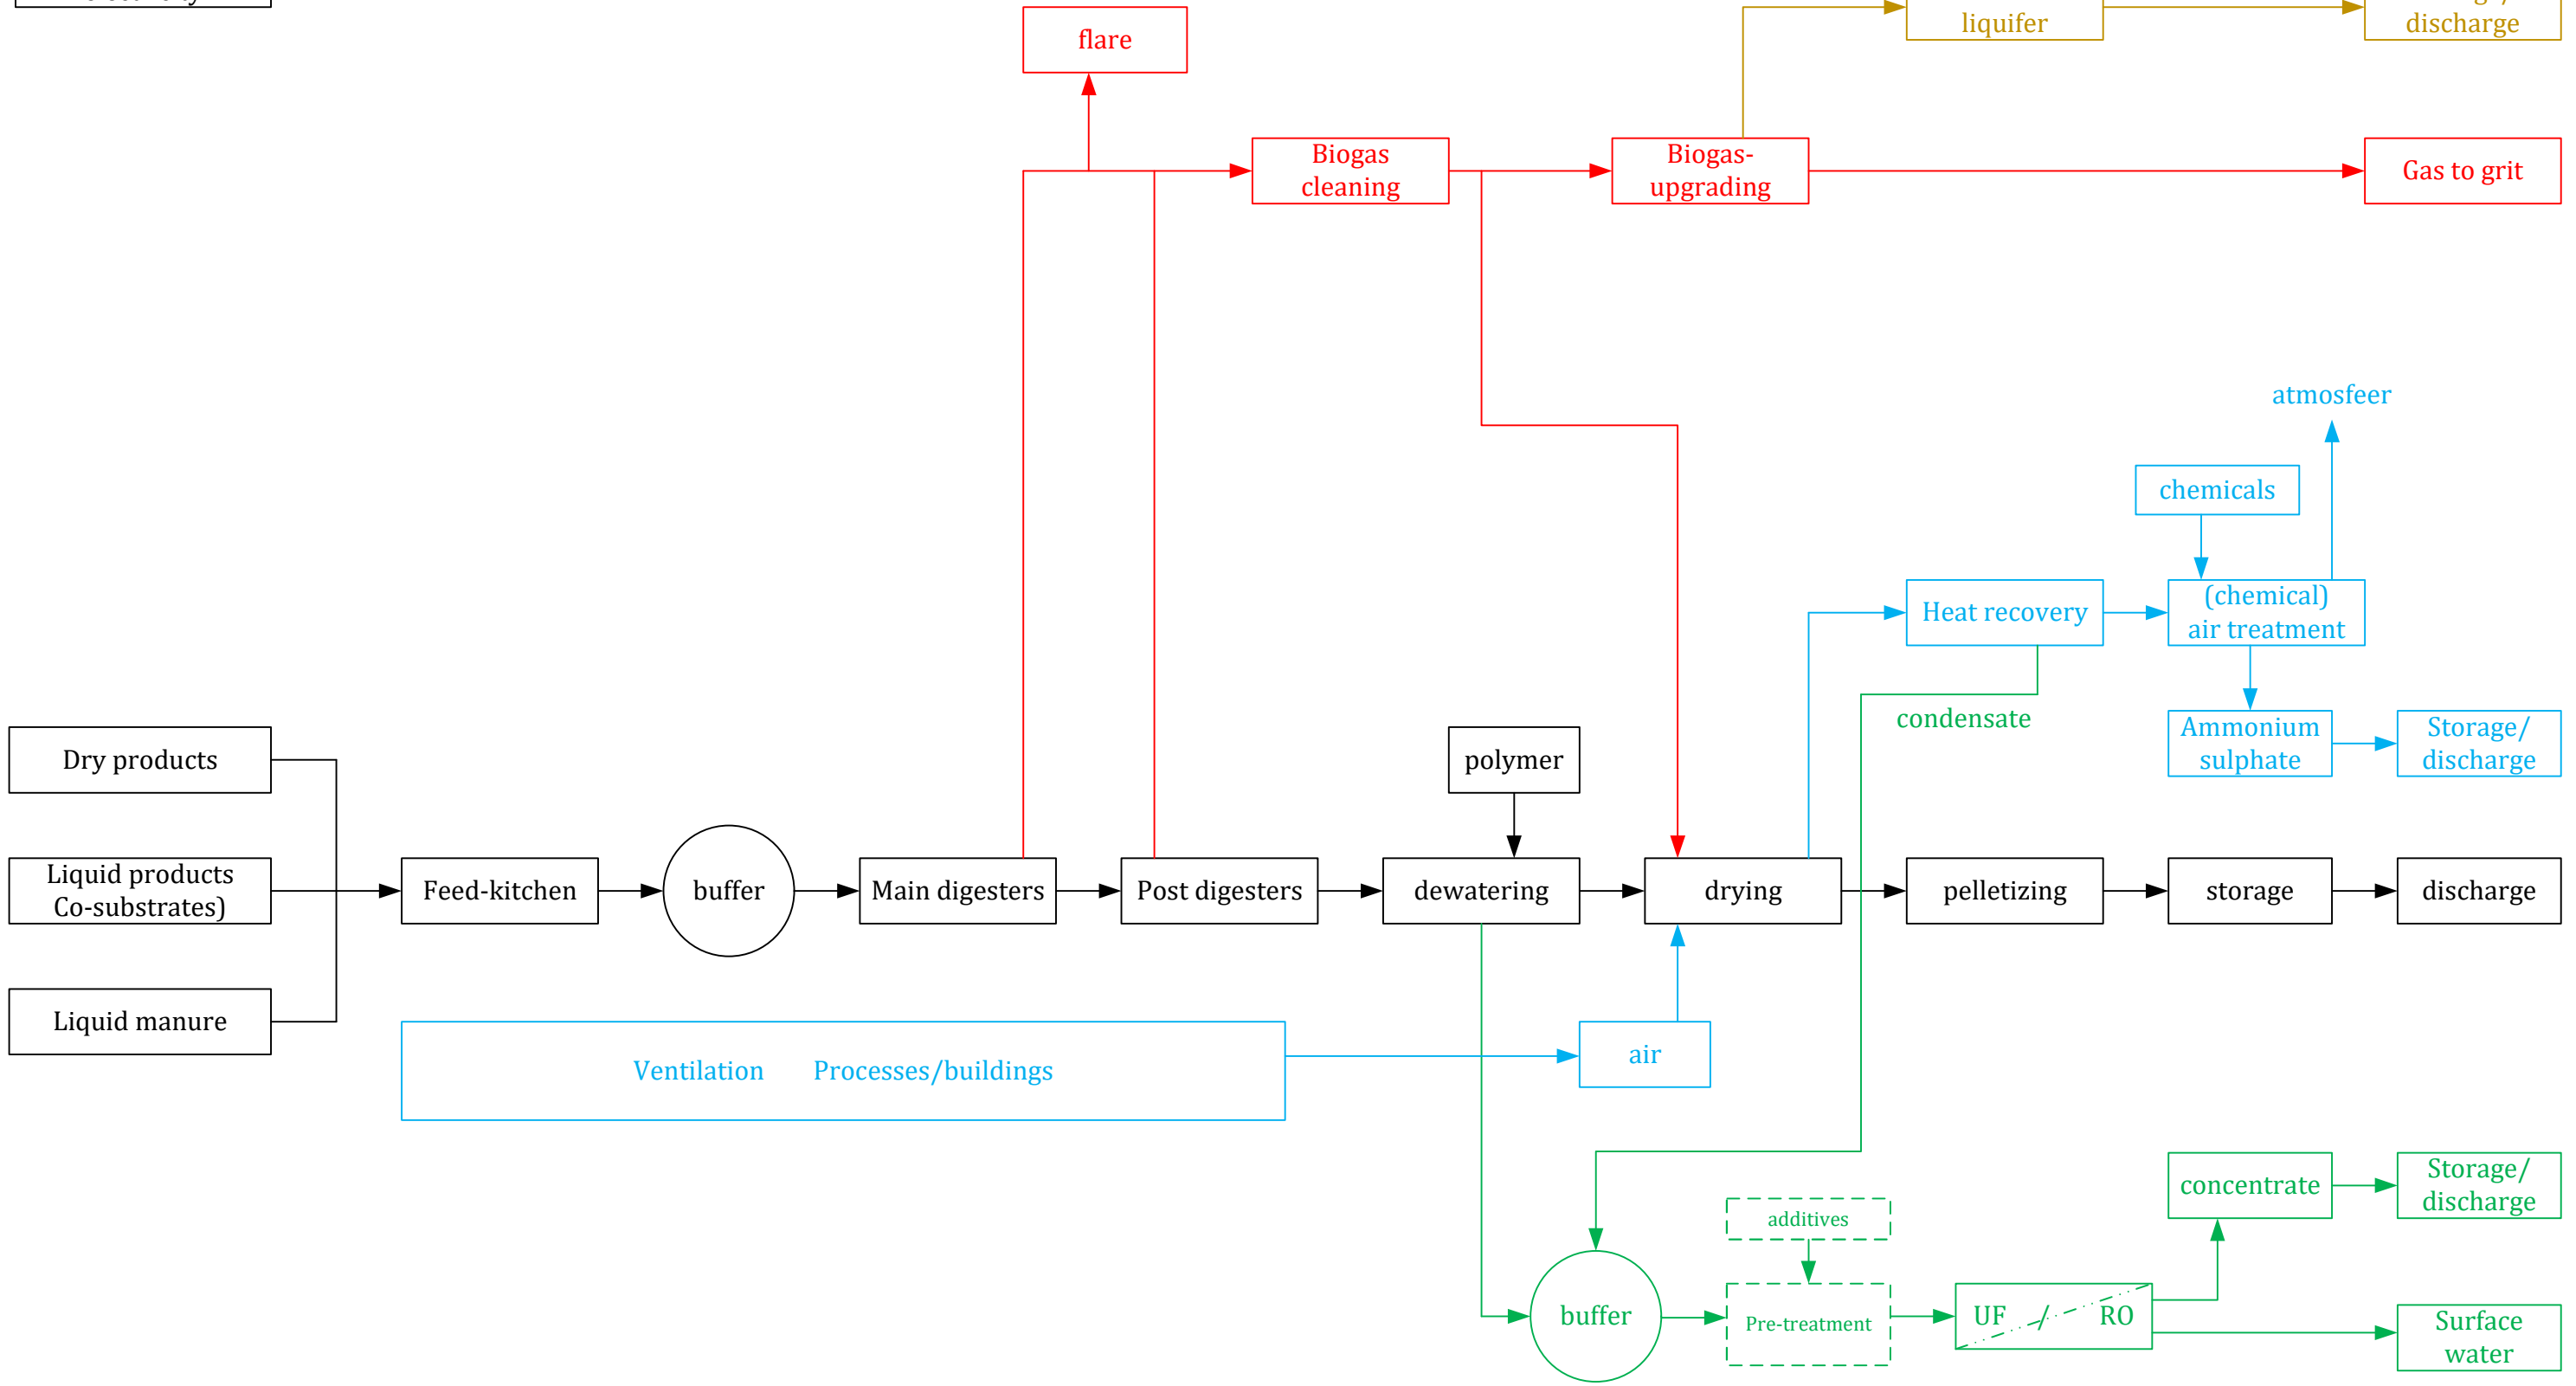 liquifer
discharge
flare
Biogas
cleaning
Biogas-
upgrading
Gas to grit
atmosfeer
chemicals
Heat recovery
(chemical)
air treatment
condensate
Ammonium
sulphate
Storage/
discharge
Dry products
polymer
Liquid products
Co-substrates)
Feed-kitchen
buffer
Main digesters
Post digesters
dewatering
drying
pelletizing
storage
discharge
Liquid manure
Ventilation Processes/buildings
air
concentrate
Storage/
discharge
additives
buffer
Pre-treatment
UF / RO
Surface
water